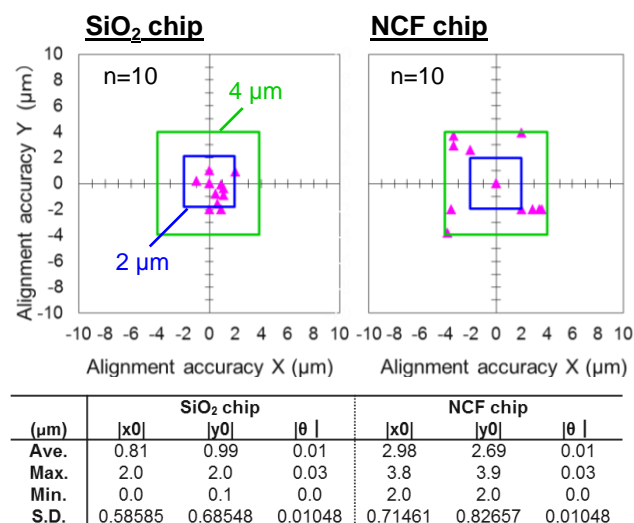 SiO2 chip
NCF chip
n=10
n=10
4 μm
2 μm
Alignment accuracy Y (μm)
10
8
6
4
2
0
-2
-4
-6
-8
-10
-10 -8 -6 -4 -2 0 2 4 6 8 10
-8 -6 -4 -2 0 2 4 6 8 10
Alignment accuracy X (μm)
Alignment accuracy X (μm)
SiO2 chip NCF chip
(μm) |x0| |y0| |θ | |x0| |y0| |θ |
Ave. 0.81 0.99 0.01 2.98 2.69 0.01
Max. 2.0 2.0 0.03 3.8 3.9 0.03
Min. 0.0 0.1 0.0 2.0 2.0 0.0
S.D. 0.58585 0.68548 0.01048 0.71461 0.82657 0.01048